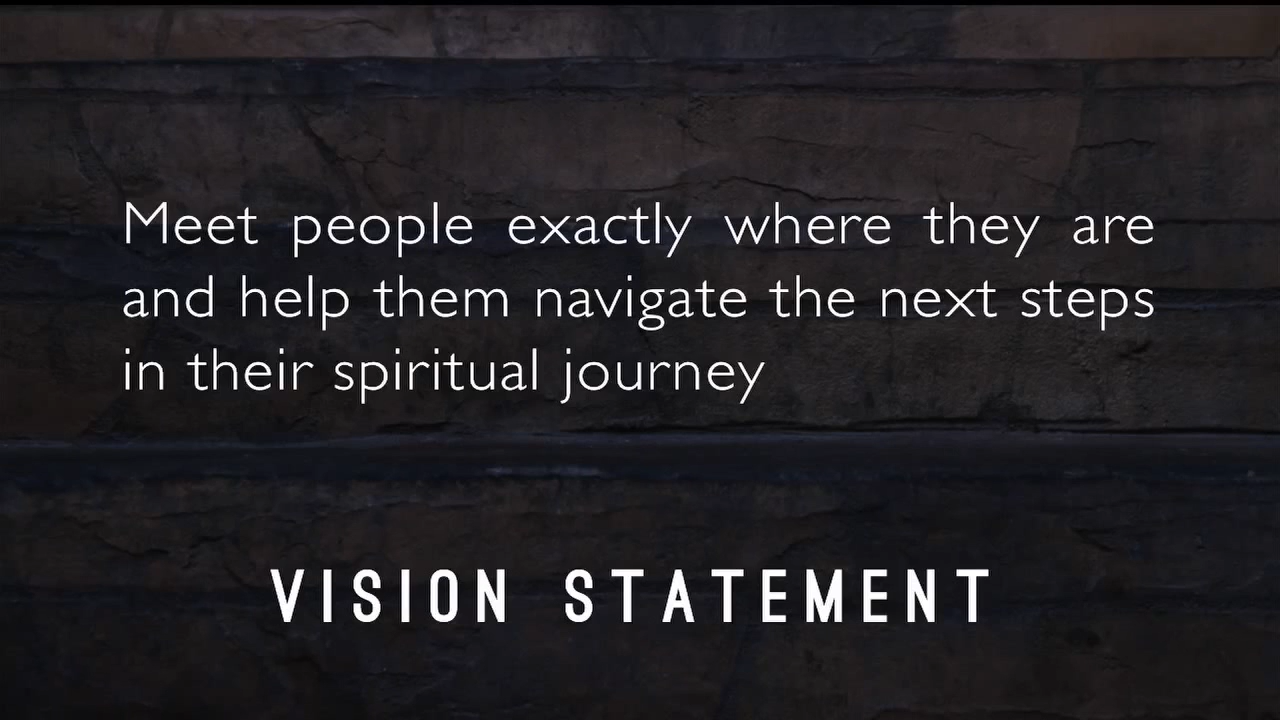 Meet people exactly where they are
and help them navigate the next steps
in their spiritual journey
VISION STATEMENT